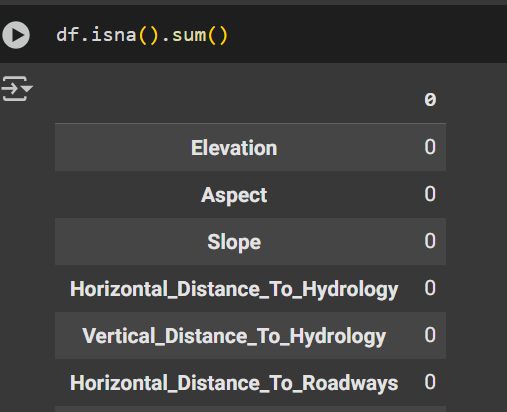 df.isna().sum()
0
Elevation 0
Aspect 0
Slope 0
Horizontal_Distance_To_Hydrology 0
Vertical_Distance_To_Hydrology 0
Horizontal_Distance_To_Roadways 0